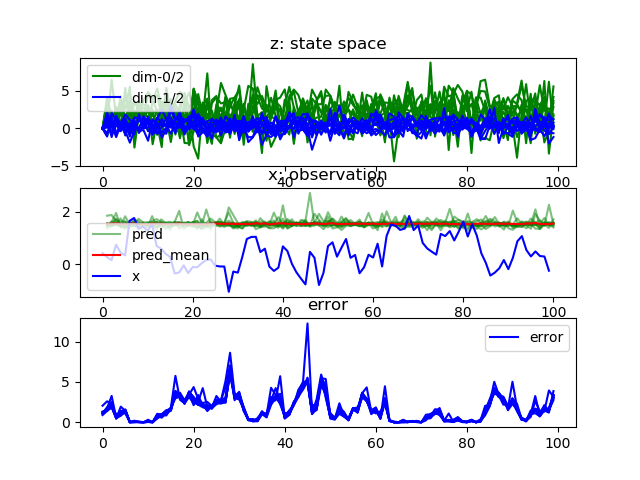 z: state space
5
0
−5
dim-0/2
dim-1/2
0 20 40 60 80 100
x: observation
2
0
pred
pred_mean
x
0 20 40 60 80 100
error
10
5
0
error
0 20 40 60 80 100